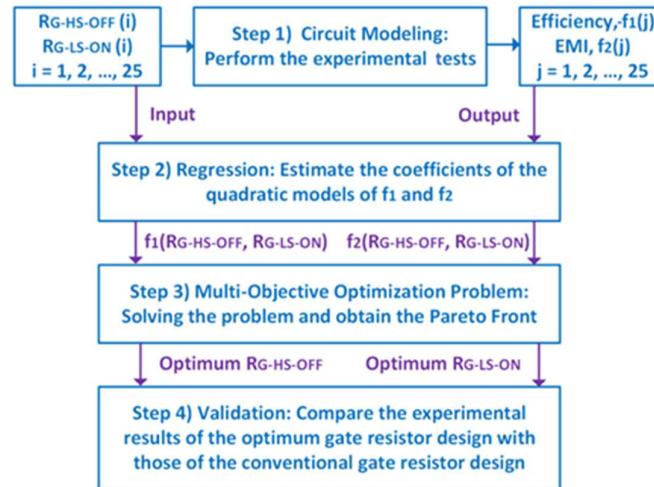 RG-HS-OFF (i)
RG-LS-ON (i)
i = 1, 2, ..., 25
Step 1) Circuit Modeling:
Perform the experimental tests
Efficiency,-f1(j)
EMI, f2(j)
j = 1, 2, ..., 25
Input
Output
Step 2) Regression: Estimate the coefficients of the
quadratic models of f1 and f2
f1(RG-HS-OFF, RG-LS-ON)
f2(RG-HS-OFF, RG-LS-ON)
Step 3) Multi-Objective Optimization Problem:
Solving the problem and obtain the Pareto Front
Optimum RG-HS-OFF
Optimum RG-LS-ON
Step 4) Validation: Compare the experimental
results of the optimum gate resistor design with
those of the conventional gate resistor design